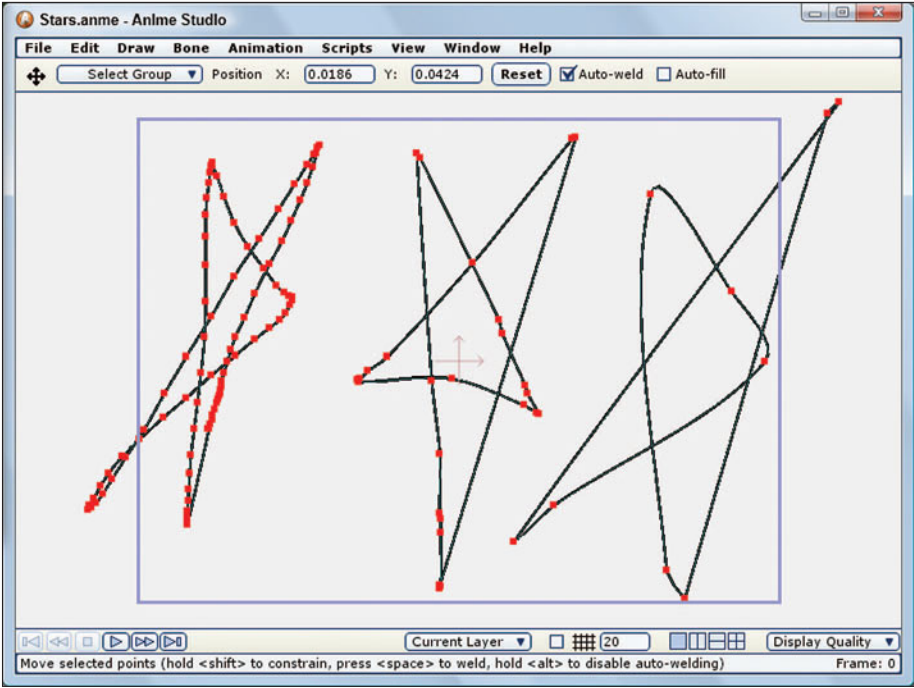 Stars.anme - AnIme StudIo
File Edit Draw Bone Animation Scripts View Window Help
Select Group Position X: 0.0186 Y: 0.0424 Reset Auto-weld Auto-fill
Current Layer 20 Display Quality
Move selected points (hold <shift> to constrain, press <space> to weld, hold <alt> to disable auto-welding) Frame: 0